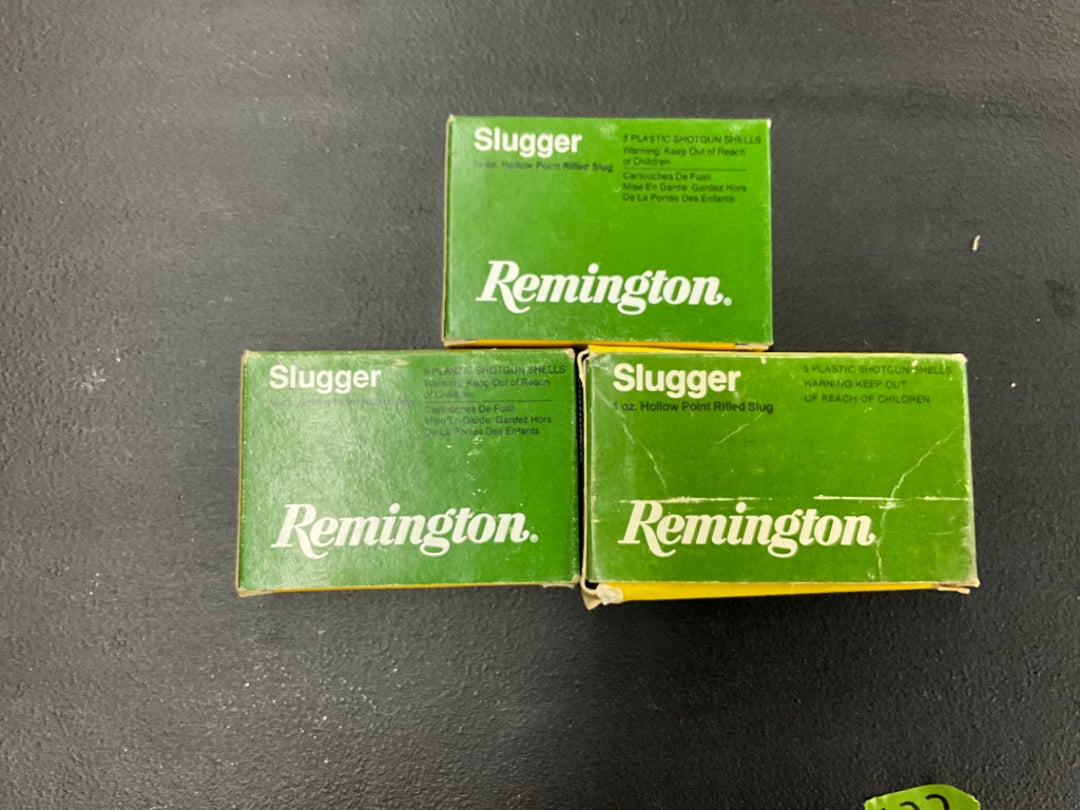 Slugger
oz. Hollow Point Rifled Slug
5 PLASTIC SHOTGUN SHELLS
Warning: Keep Out of Reach
of Children
Cartouches De Fusil
Mise En Garde: Gardez Hors
De La Portée Des Enfants
Remington®
Slugger
5 PLASTIC SHOTGUN SHELLS
Warning: Keep Out of Reach
of Children
Cartouches De Fusil
Mise En Garde: Gardez Hors
De La Portée Des Enfants
Remington®
Slugger
1 oz. Hollow Point Rifled Slug
5 PLASTIC SHOTGUN SHELLS
WARNING: KEEP OUT
OF REACH OF CHILDREN
Remington